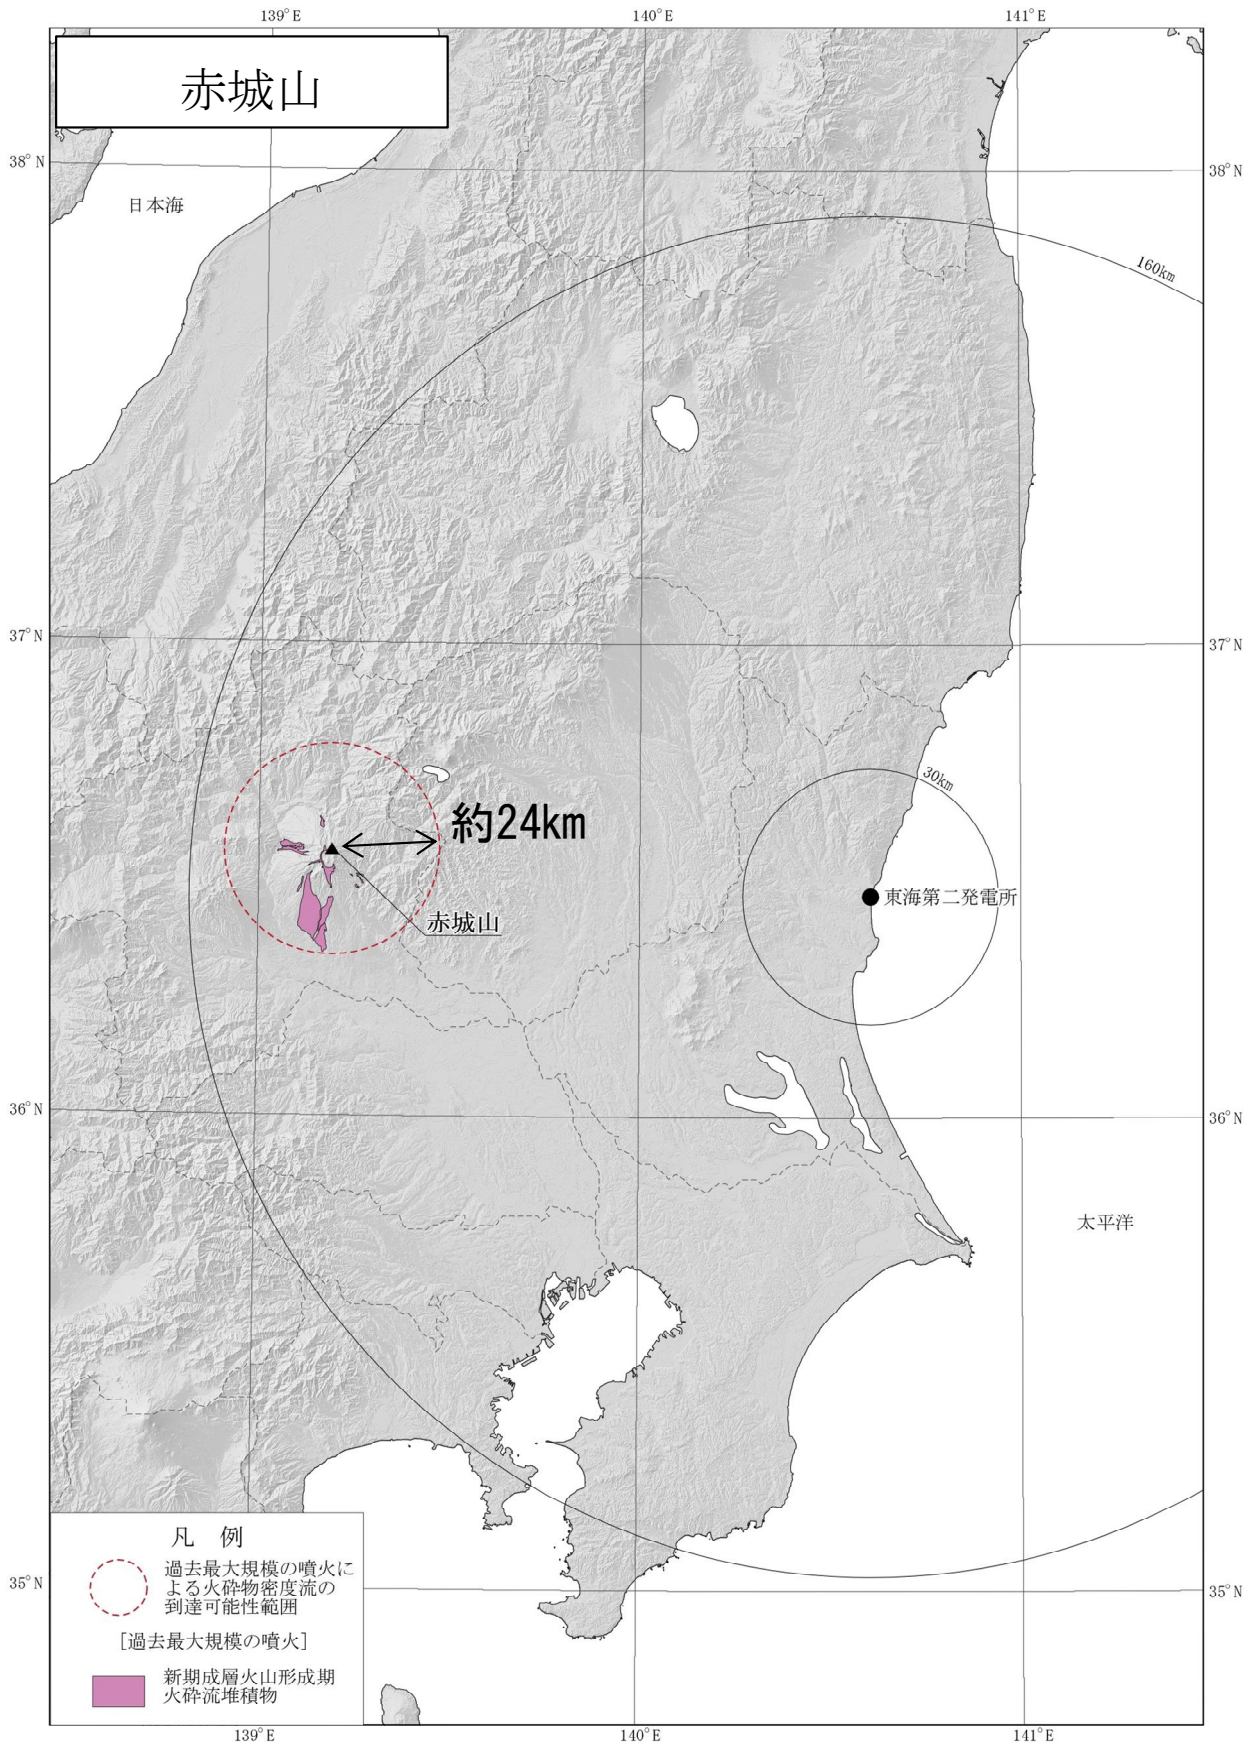 139°E
140°E
141°E
赤城山
38°N
38°N
日本海
160km
37°N
37°N
30km
約24km
東海第二発電所
赤城山
36°N
36°N
太平洋
凡 例
過去最大規模の噴火に
よる火砕物密度流の
到達可能性範囲
[過去最大規模の噴火]
新期成層火山形成期
火砕流堆積物
35°N
35°N
139°E
140°E
141°E